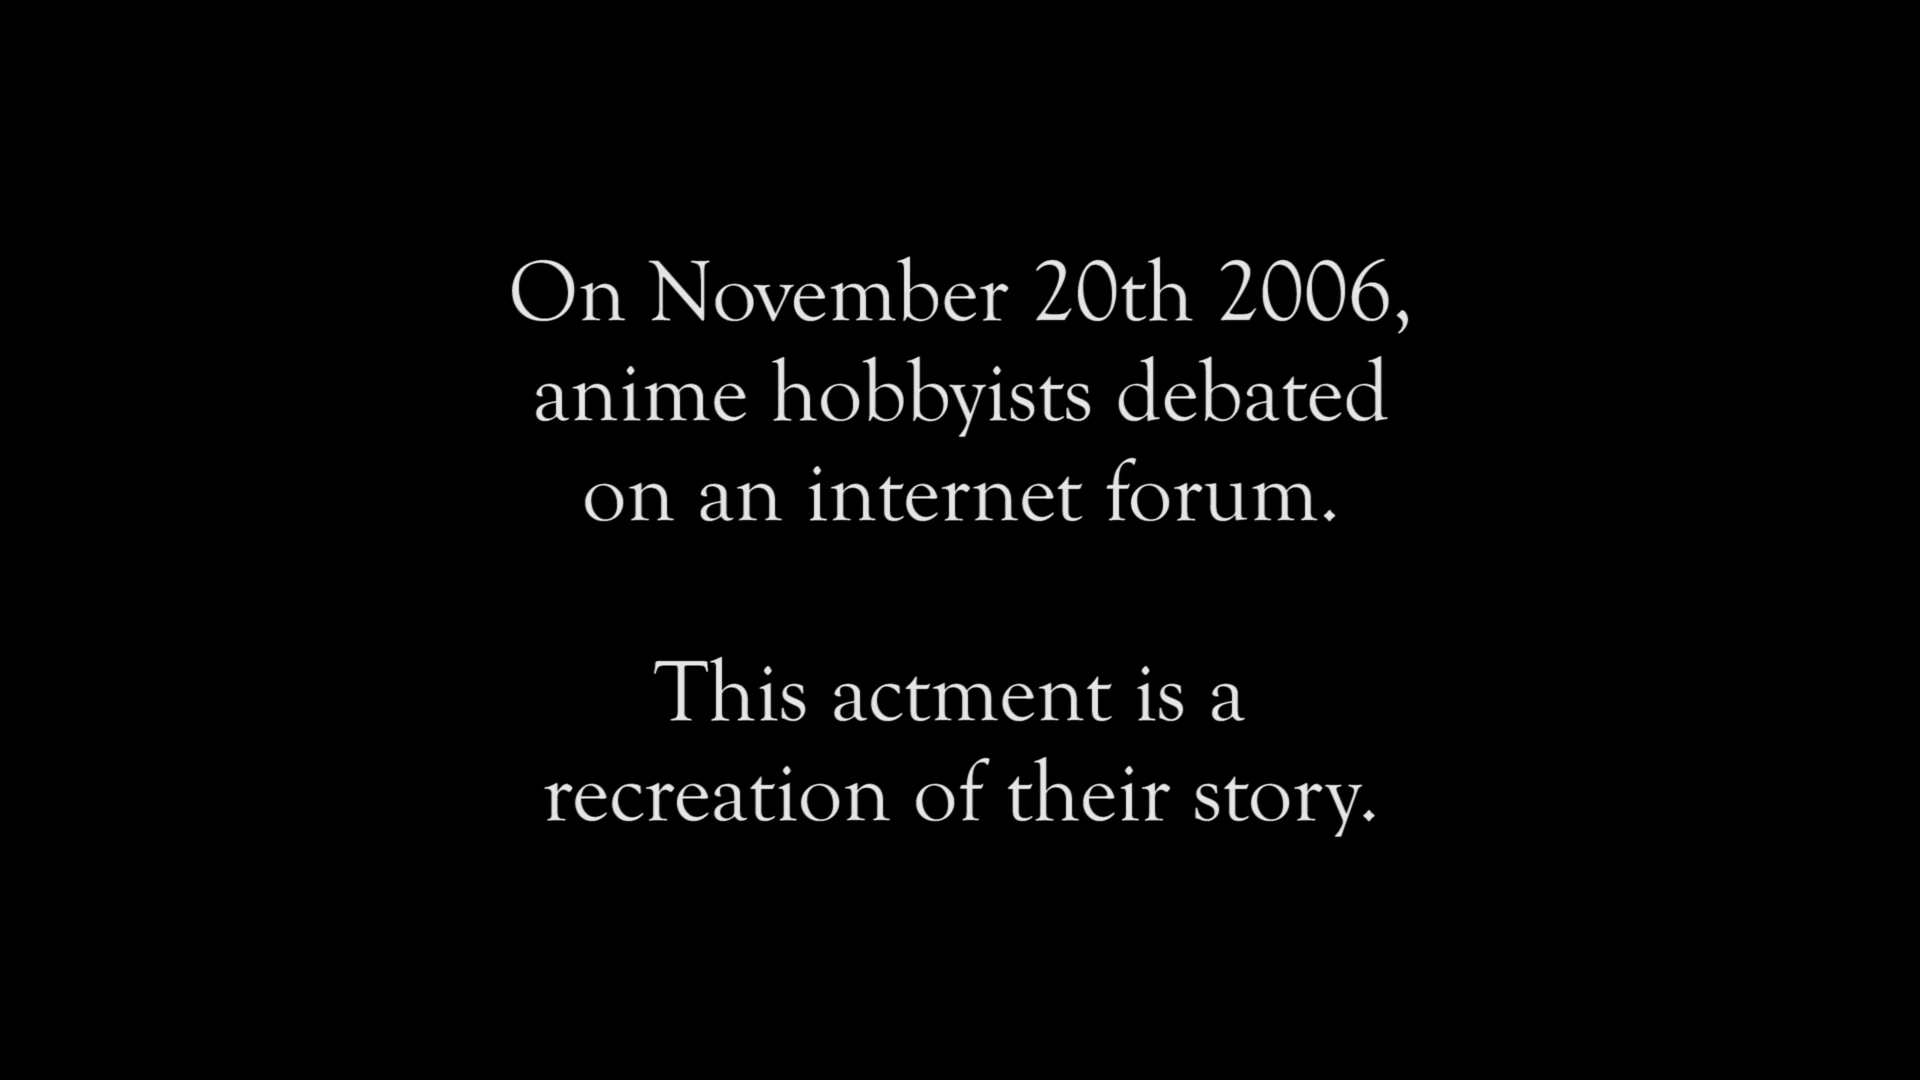 On November 20th 2006,
anime hobbyists debated
on an internet forum.
This actment is a
recreation of their story.